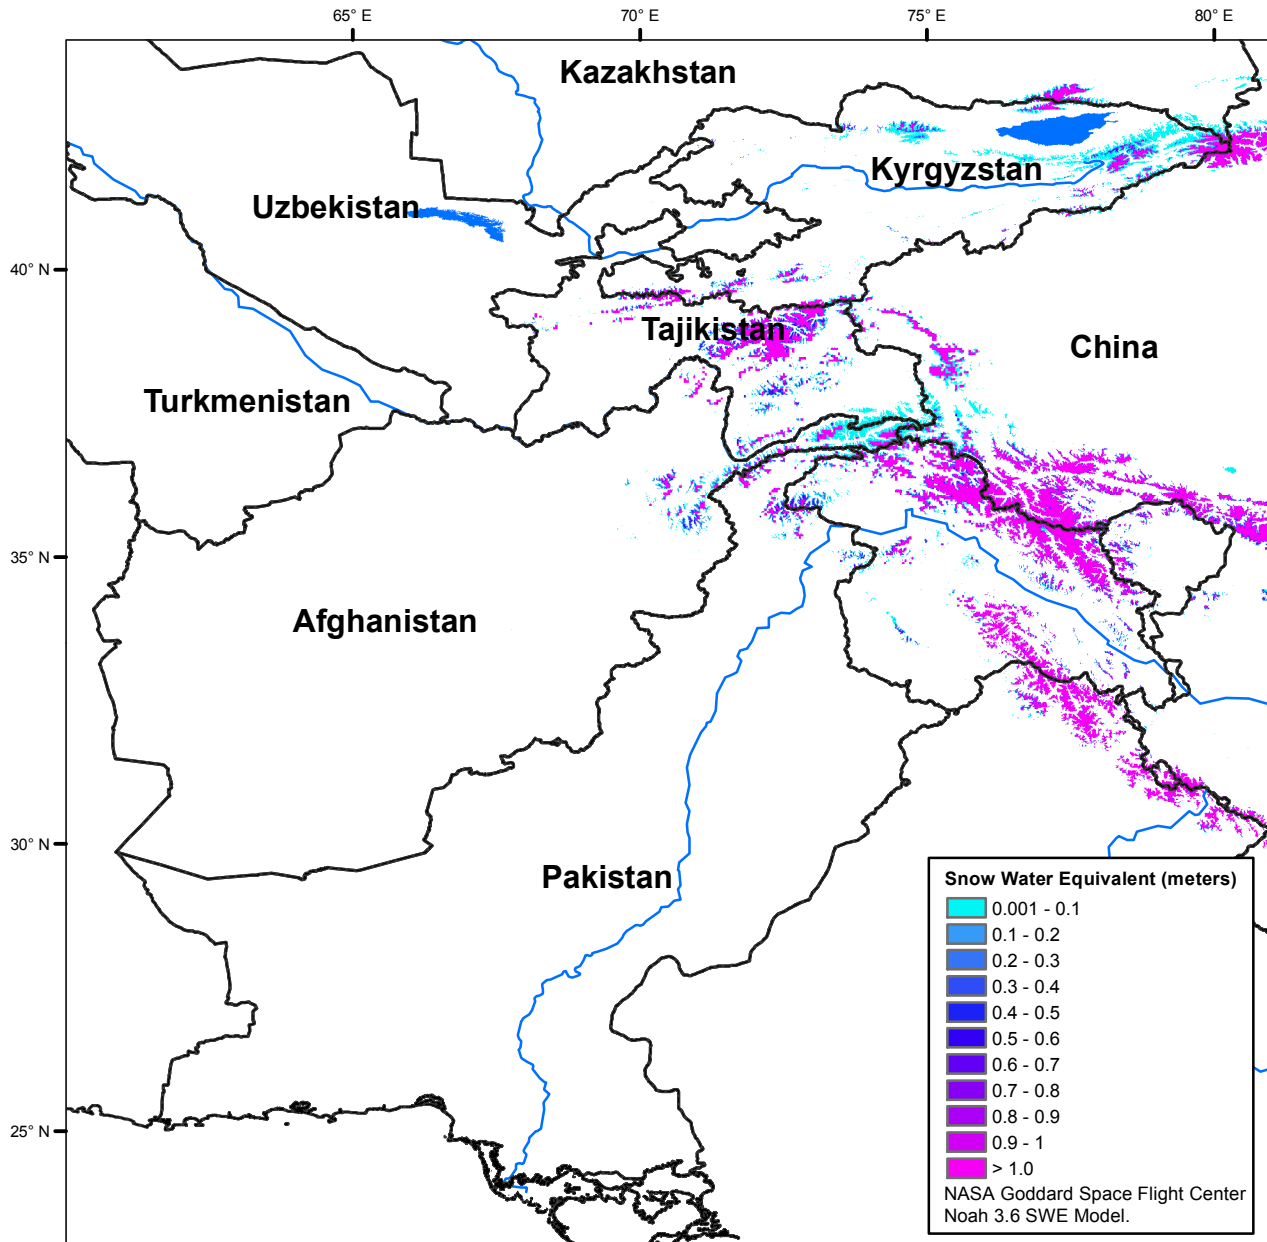 65° E
70° E
75° E
80° E
Kazakhstan
Kyrgyzstan
Uzbekistan
40° N
Tajikistan
China
Turkmenistan
35° N
Afghanistan
30° N
Pakistan
25° N
Snow Water Equivalent (meters)
0.001 - 0.1
0.1 - 0.2
0.2 - 0.3
0.3 - 0.4
0.4 - 0.5
0.5 - 0.6
0.6 - 0.7
0.7 - 0.8
0.8 - 0.9
0.9 - 1
> 1.0
NASA Goddard Space Flight Center
Noah 3.6 SWE Model.